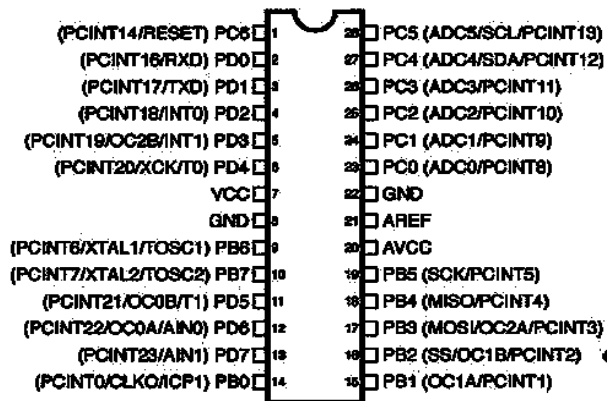 (PCINT14/RESET) PC6 1 28 PC5 (ADC5/SCL/PCINT13)
(PCINT16/RXD) PD0 2 27 PC4 (ADC4/SDA/PCINT12)
(PCINT17/TXD) PD1 3 26 PC3 (ADC3/PCINT11)
(PCINT18/INT0) PD2 4 25 PC2 (ADC2/PCINT10)
(PCINT19/OC2B/INT1) PD3 5 24 PC1 (ADC1/PCINT9)
(PCINT20/XCK/T0) PD4 6 23 PC0 (ADC0/PCINT8)
VCC 7 22 GND
GND 8 21 AREF
(PCINT6/XTAL1/TOSC1) PB6 9 20 AVCC
(PCINT7/XTAL2/TOSC2) PB7 10 19 PB5 (SCK/PCINT5)
(PCINT21/OC0B/T1) PD5 11 18 PB4 (MISO/PCINT4)
(PCINT22/OC0A/AIN0) PD6 12 17 PB3 (MOSI/OC2A/PCINT3)
(PCINT23/AIN1) PD7 13 16 PB2 (SS/OC1B/PCINT2)
(PCINT0/CLKO/ICP1) PB0 14 15 PB1 (OC1A/PCINT1)